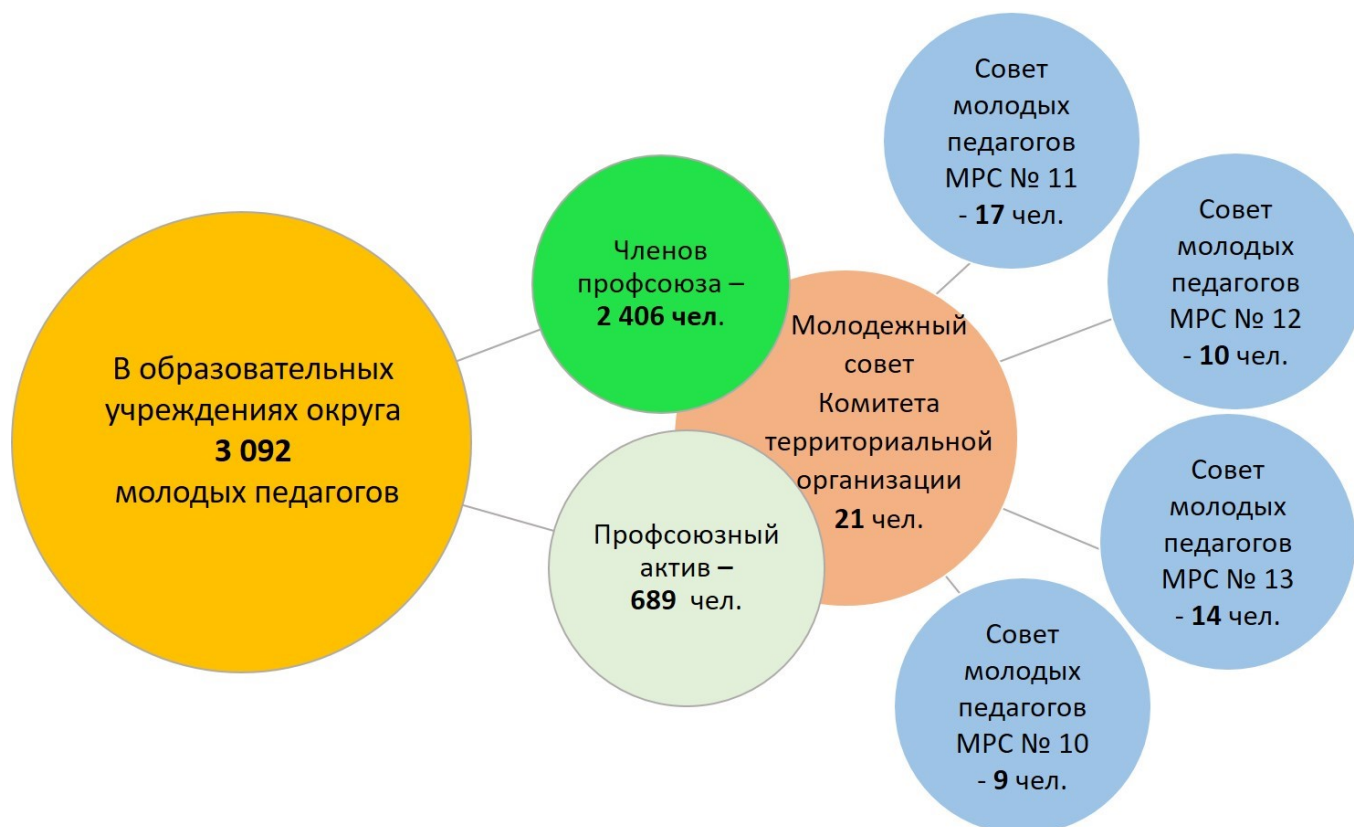 В образовательных
учреждениях округа
3 092
молодых педагогов
Членов
профсоюза –
2 406 чел.
Профсоюзный
актив –
689 чел.
Молодежный
совет
Комитета
территориальной
организации
21 чел.
Совет
молодых
педагогов
МРС № 11
- 17 чел.
Совет
молодых
педагогов
МРС № 12
- 10 чел.
Совет
молодых
педагогов
МРС № 13
- 14 чел.
Совет
молодых
педагогов
МРС № 10
- 9 чел.